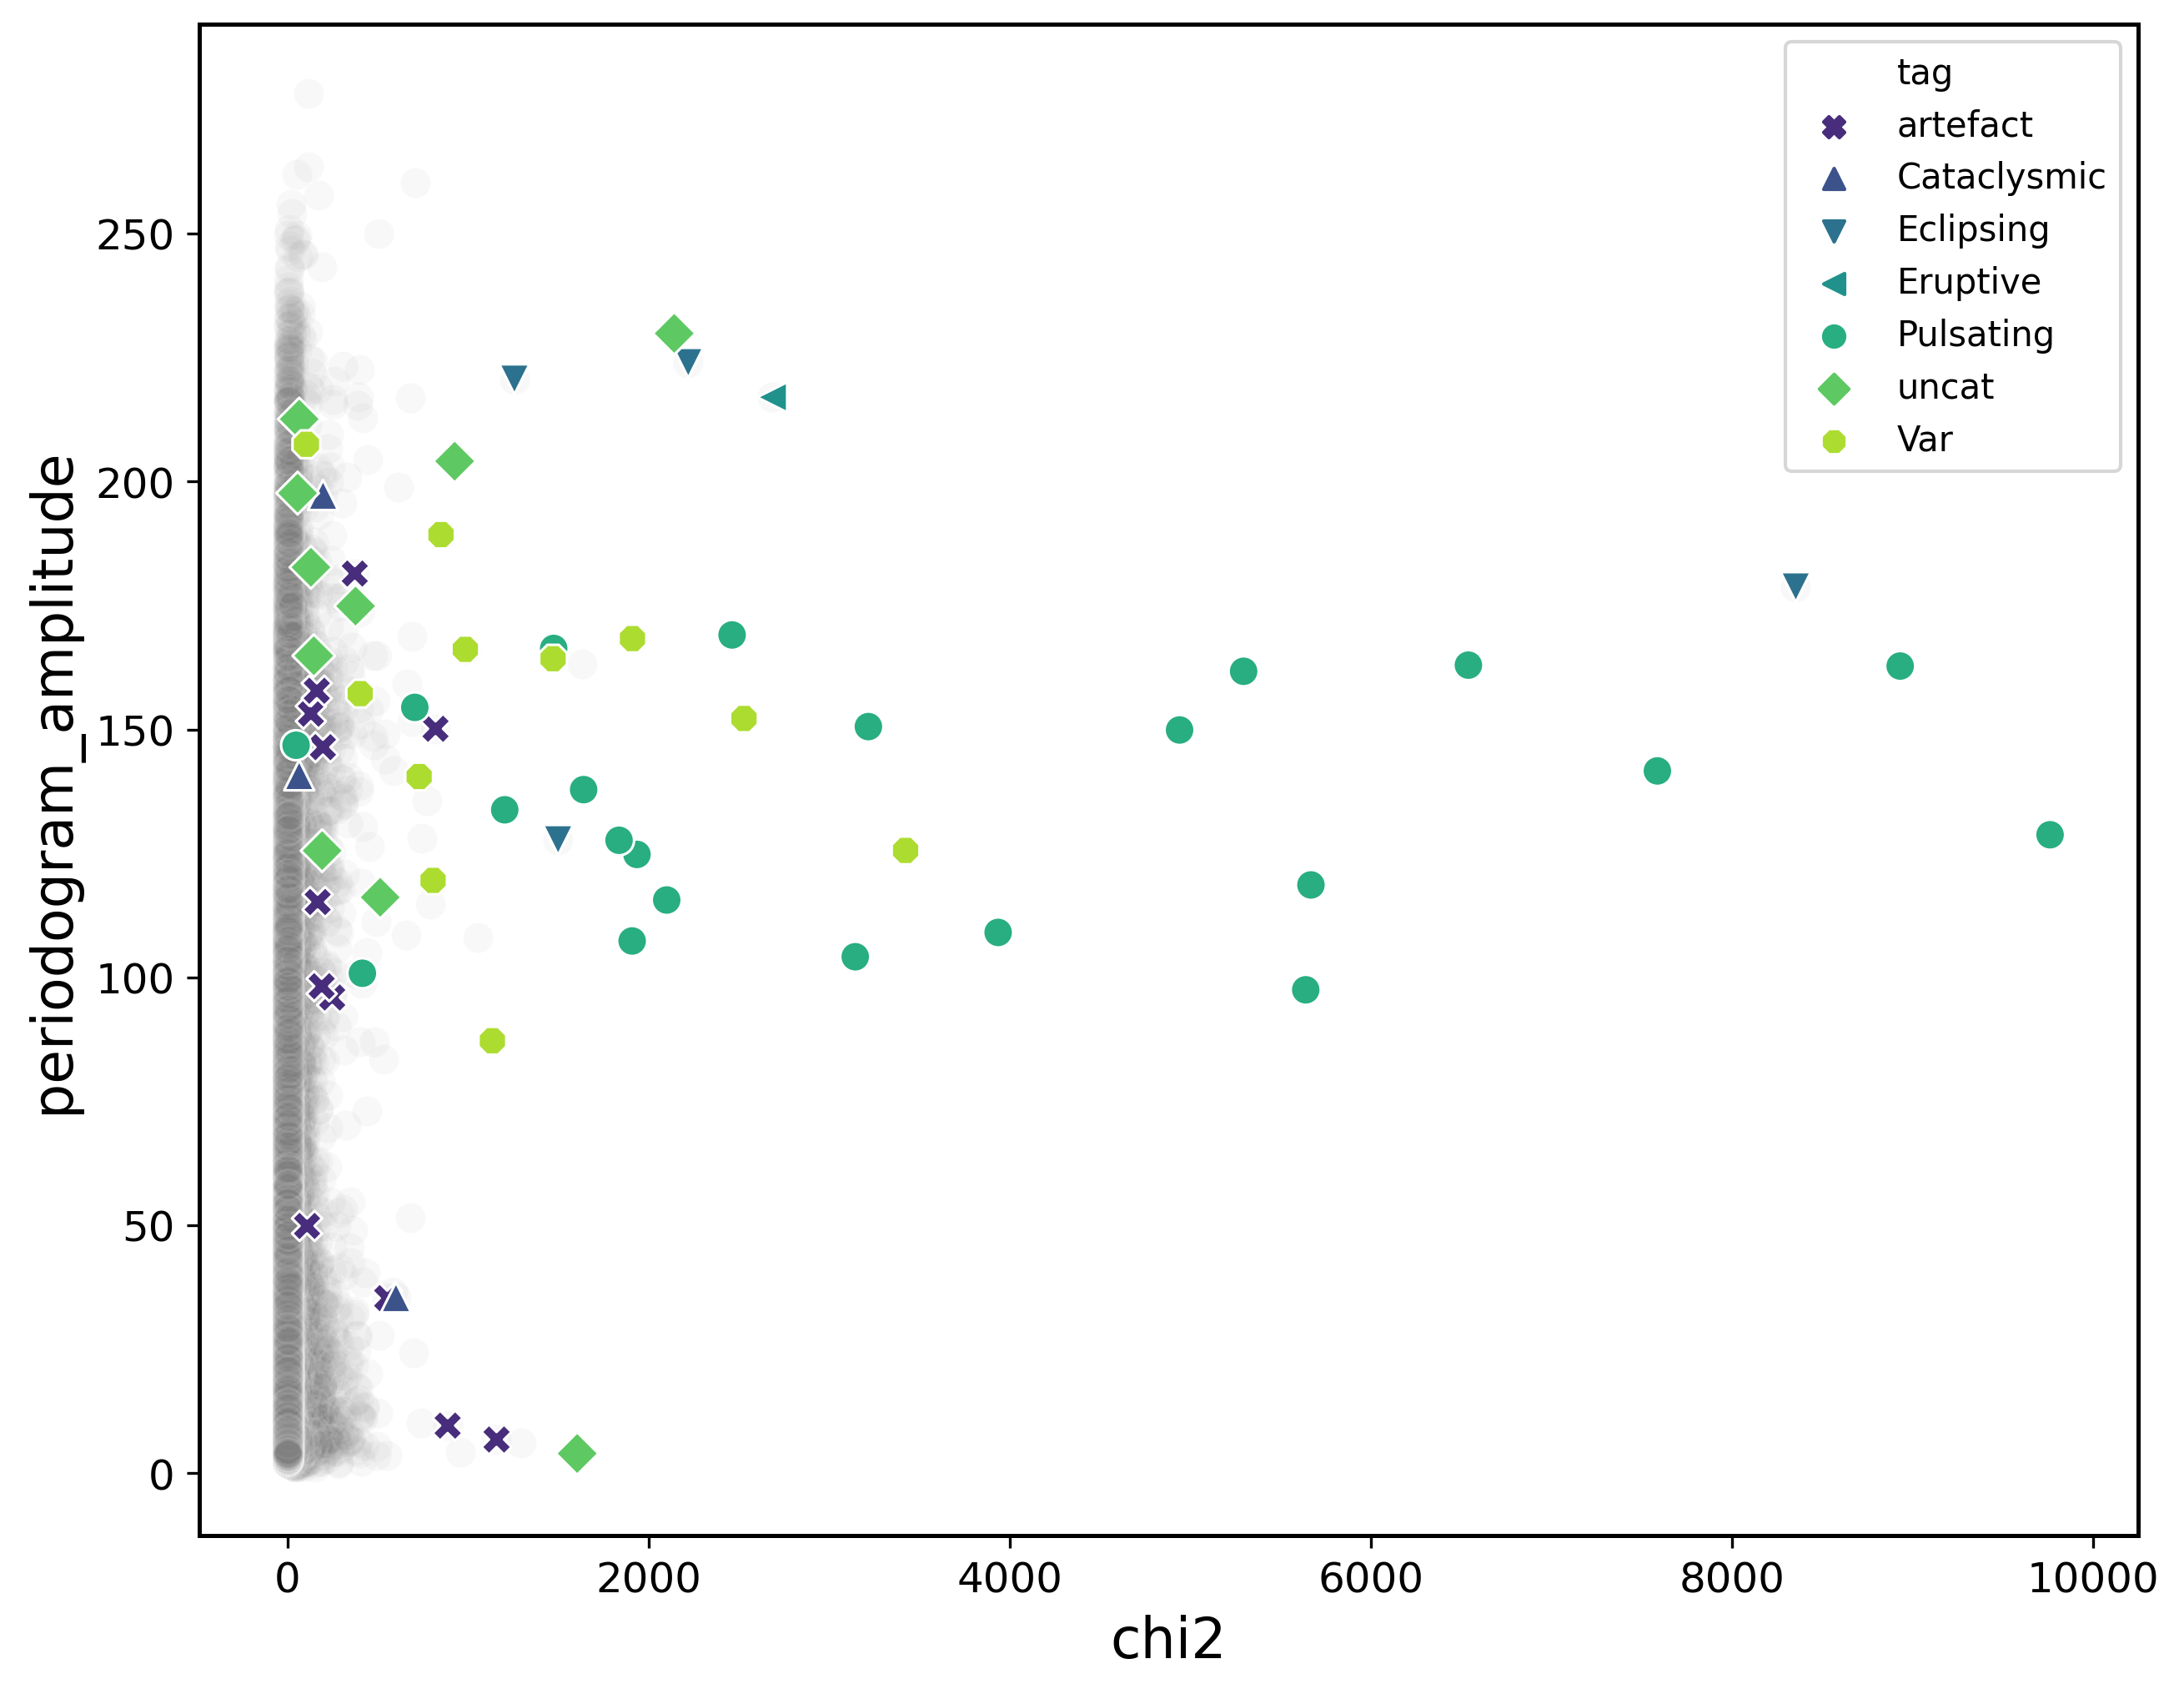 tag
artefact
Cataclysmic
Eclipsing
Eruptive
Pulsating
uncat
Var
periodogram_amplitude
250
200
150
100
50
0
0 2000 4000 6000 8000 10000
chi2